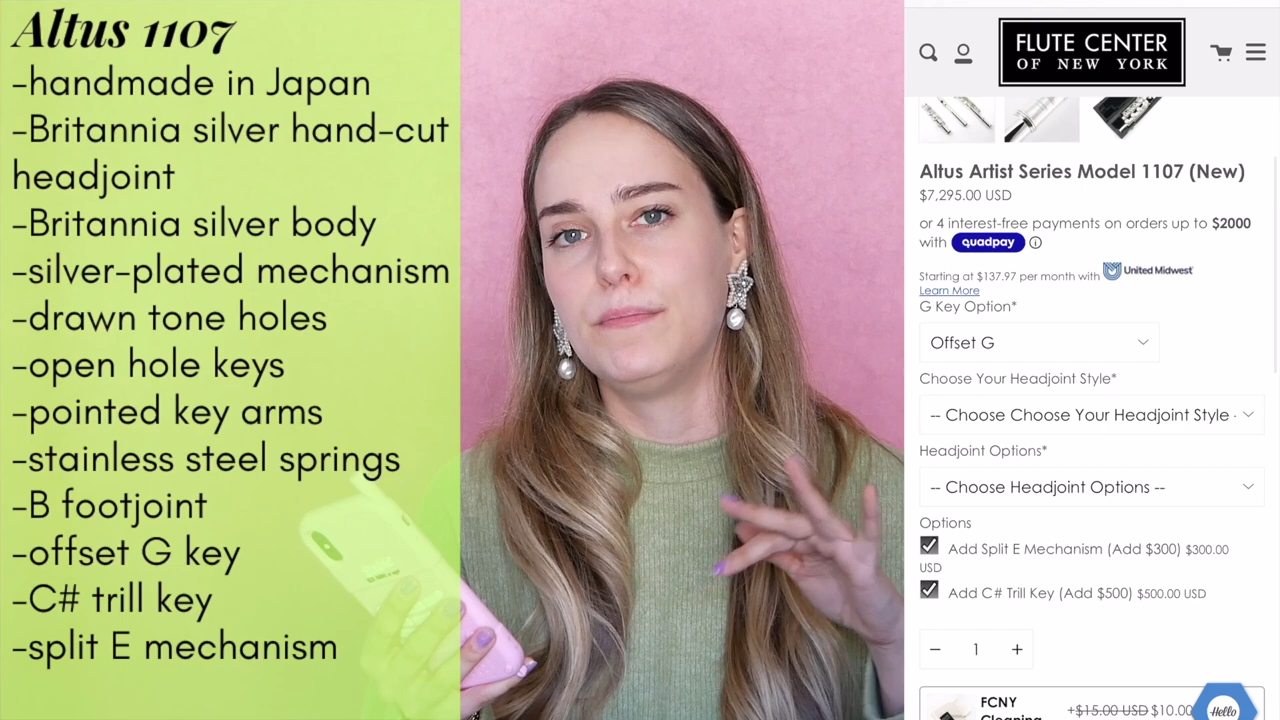 Altus 1107
-handmade in Japan
-Britannia silver hand-cut
headjoint
-Britannia silver body
-silver-plated mechanism
-drawn tone holes
-open hole keys
-pointed key arms
-stainless steel springs
-B footjoint
-offset G key
-C# trill key
-split E mechanism
FLUTE CENTER
OF NEW YORK
Altus Artist Series Model 1107 (New)
$7,295.00 USD
or 4 interest-free payments on orders up to $2000
with quadpay
Starting at $137.97 per month with United Midwest
Learn More
G Key Option*
Offset G
Choose Your Headjoint Style*
-- Choose Choose Your Headjoint Style -
Headjoint Options*
-- Choose Headjoint Options --
Options
Add Split E Mechanism (Add $300) $300.00
USD
Add C# Trill Key (Add $500) $500.00 USD
- 1 +
FCNY
Cleaning
+$15.00 USD $10.00
Hello